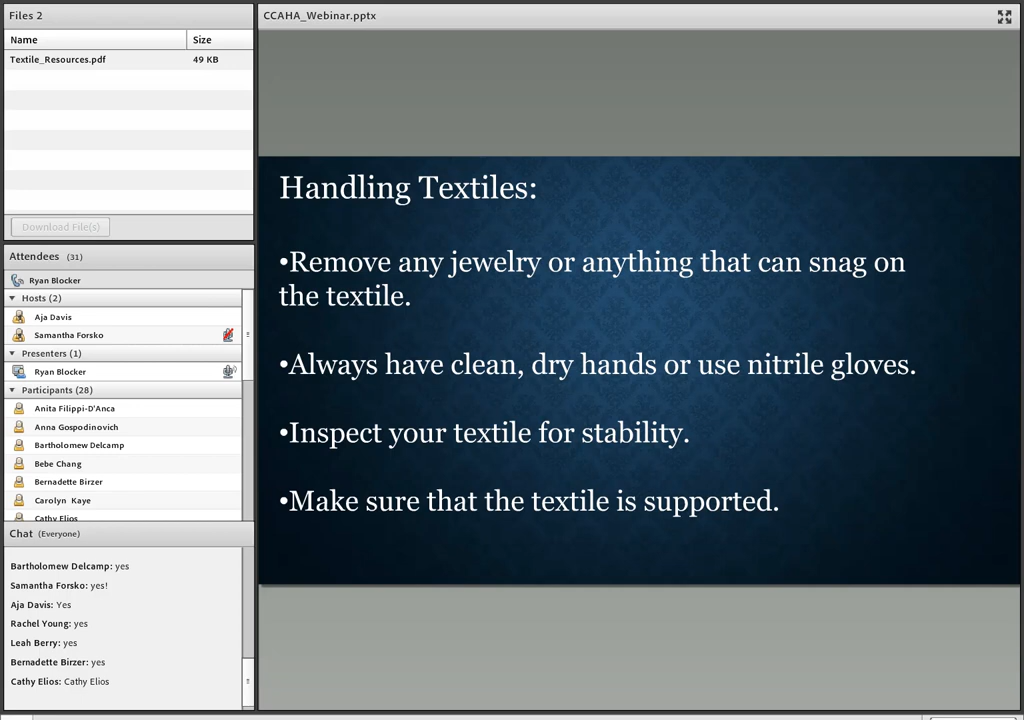 Files 2
Name Size
Textile_Resources.pdf 49 KB
Download File(s)
Attendees (31)
Ryan Blocker
Hosts (2)
Aja Davis
Samantha Forsko
Presenters (1)
Ryan Blocker
Participants (28)
Anita Filippi-D'Anca
Anna Gospodinovich
Bartholomew Delcamp
Bebe Chang
Bernadette Birzer
Carolyn Kaye
Cathy Elios
Chat (Everyone)
Bartholomew Delcamp: yes
Samantha Forsko: yes!
Aja Davis: Yes
Rachel Young: yes
Leah Berry: yes
Bernadette Birzer: yes
Cathy Elios: Cathy Elios
CCAHA_Webinar.pptx
Handling Textiles:
•Remove any jewelry or anything that can snag on
the textile.
•Always have clean, dry hands or use nitrile gloves.
•Inspect your textile for stability.
•Make sure that the textile is supported.